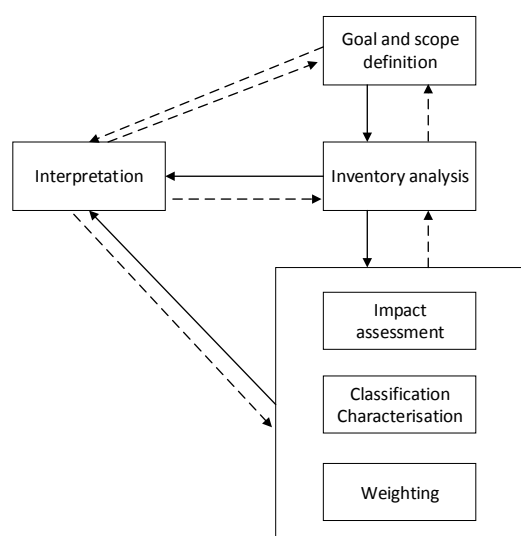 Goal and scope
definition
Interpretation
Inventory analysis
Impact
assessment
Classification
Characterisation
Weighting